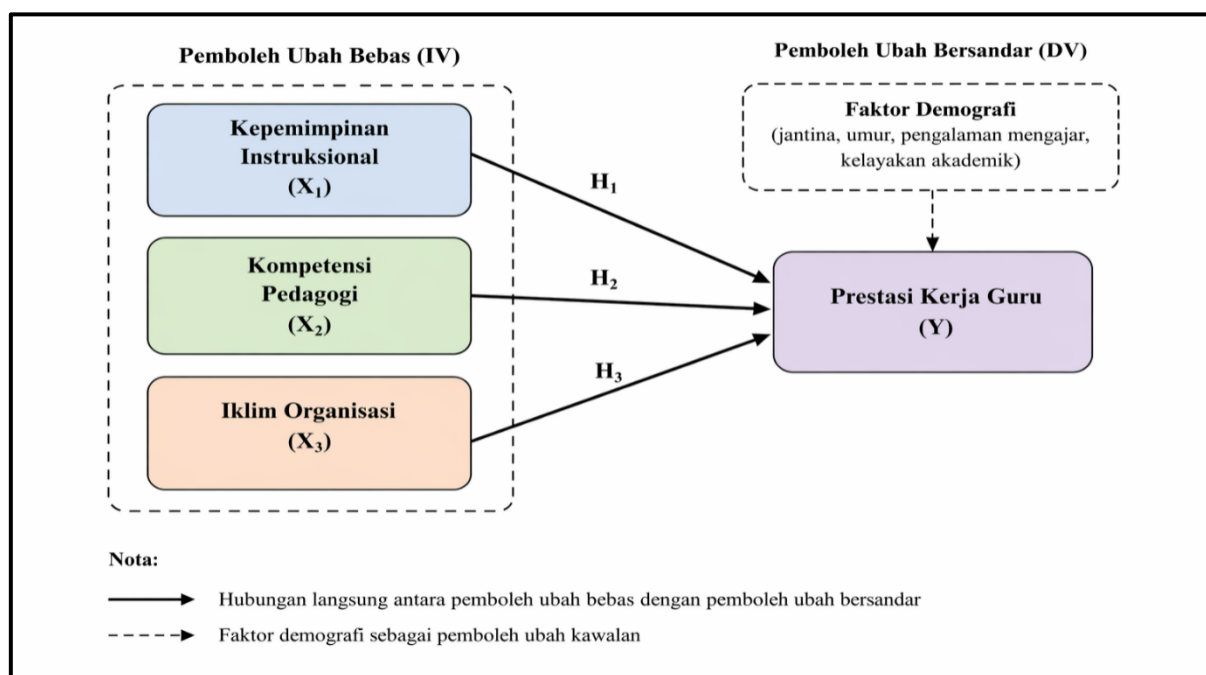 Pemboleh Ubah Bebas (IV)
Kepemimpinan
Instruksional
(X₁)
Kompetensi
Pedagogi
(X₂)
Iklim Organisasi
(X₃)
H₁
H₂
H₃
Pemboleh Ubah Bersandar (DV)
Faktor Demografi
(jantina, umur, pengalaman mengajar,
kelayakan akademik)
Prestasi Kerja Guru
(Y)
Nota:
Hubungan langsung antara pemboleh ubah bebas dengan pemboleh ubah bersandar
Faktor demografi sebagai pemboleh ubah kawalan